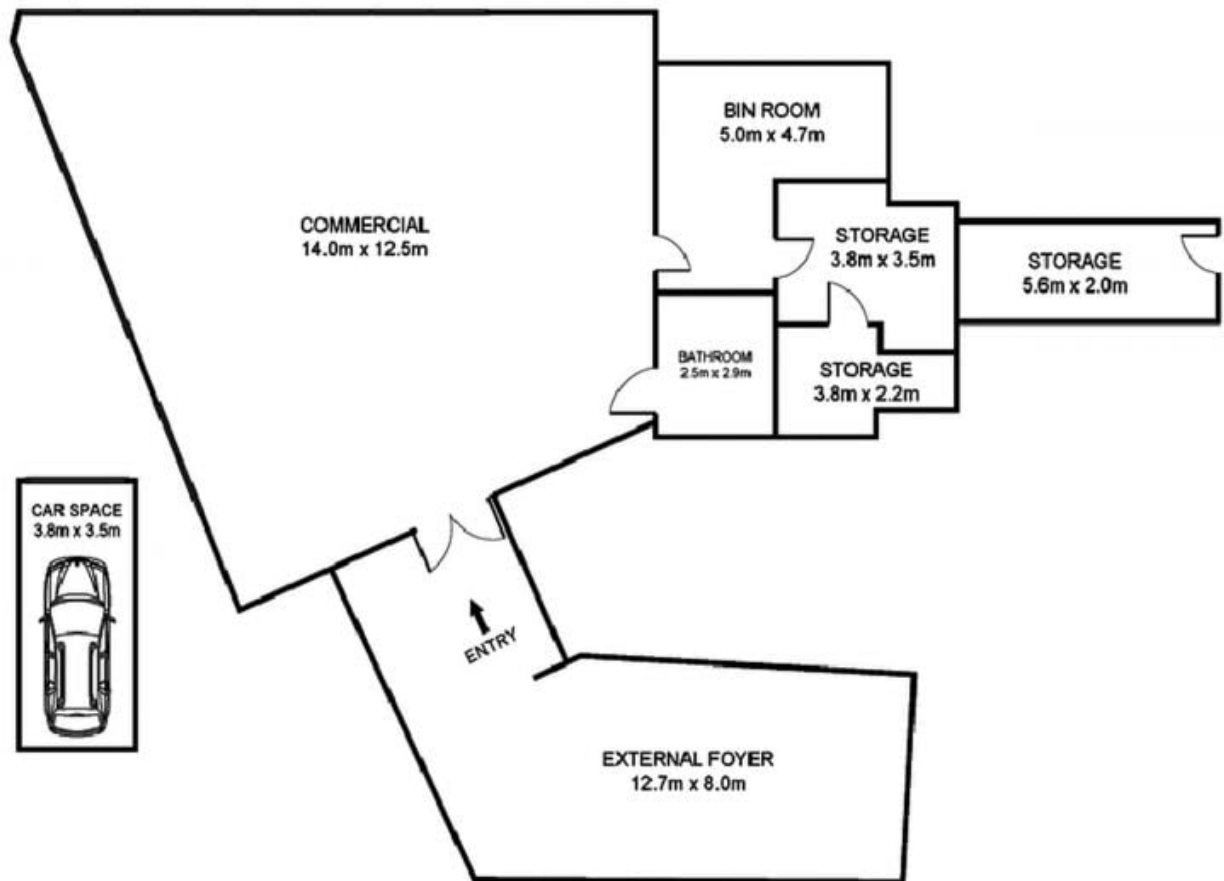 BIN ROOM
5.0m x 4.7m
COMMERCIAL
14.0m x 12.5m
STORAGE
3.8m x 3.5m
STORAGE
5.6m x 2.0m
BATHROOM
2.5m x 2.9m
STORAGE
3.8m x 2.2m
CAR SPACE
3.8m x 3.5m
ENTRY
EXTERNAL FOYER
12.7m x 8.0m